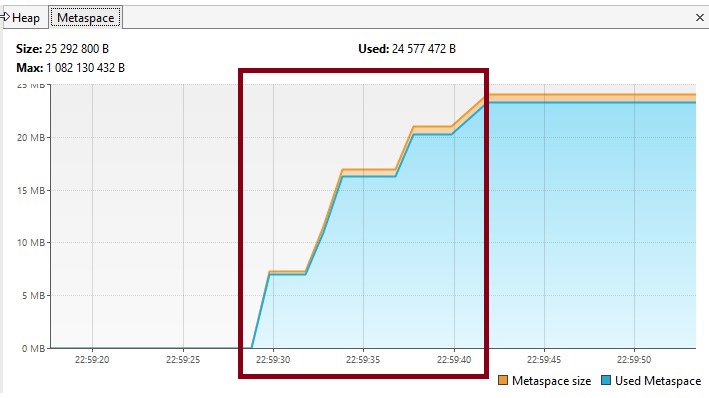 Heap Metaspace ×
Size: 25 292 800 B Used: 24 577 472 B
Max: 1 082 130 432 B
25 MB
20 MB
15 MB
10 MB
5 MB
0 MB
22:59:20 22:59:25 22:59:30 22:59:35 22:59:40 22:59:45 22:59:50
Metaspace size Used Metaspace